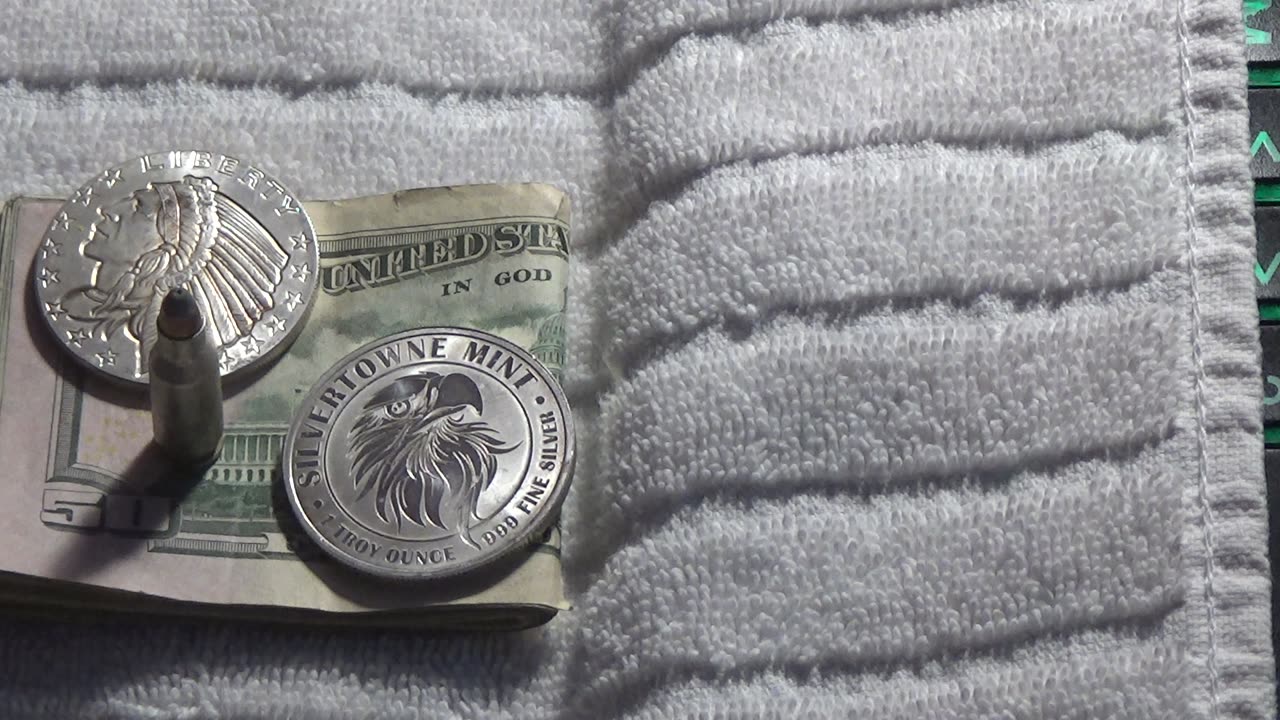 LIBERTY
UNITED STA
IN GOD
SILVERTOWNE MINT
1 TROY OUNCE
999 FINE SILVER